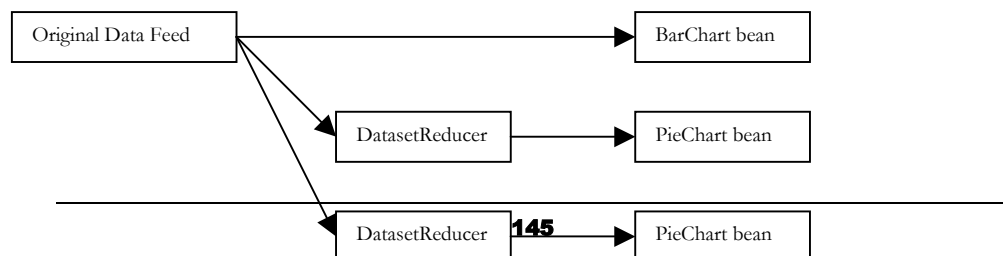 Original Data Feed
BarChart bean
DatasetReducer
PieChart bean
DatasetReducer
145
PieChart bean